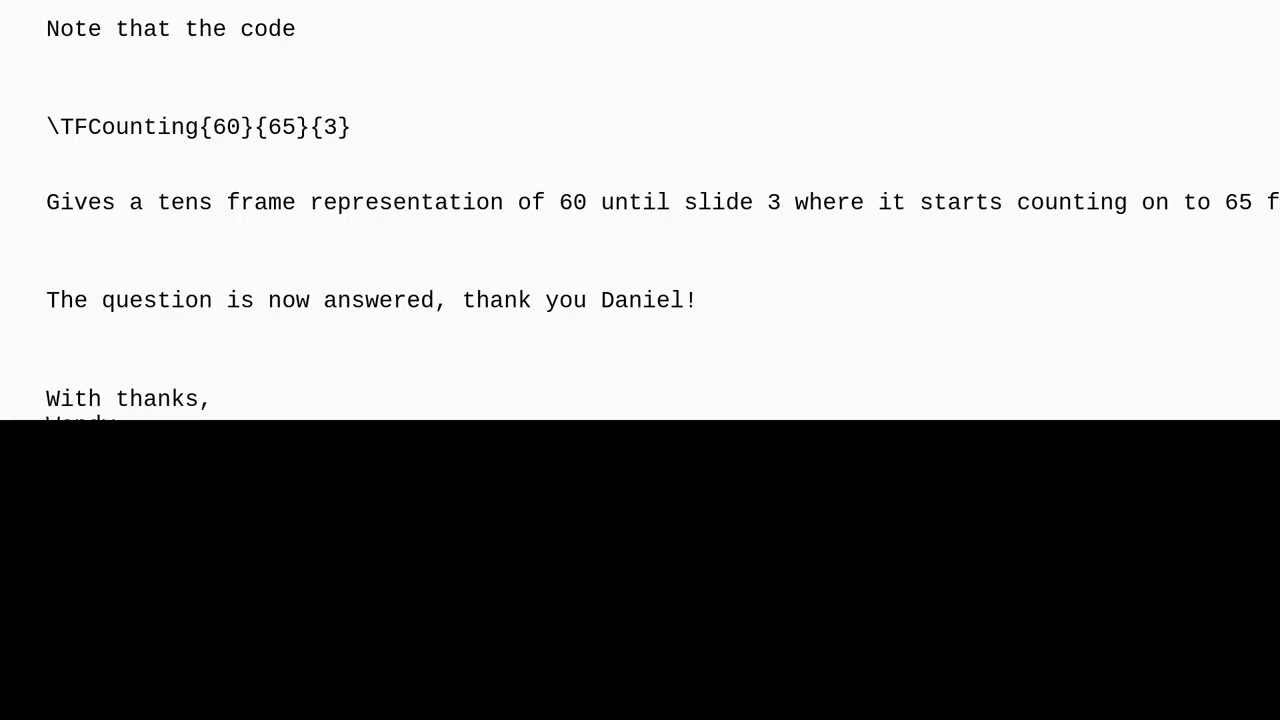 Note that the code
\TFCounting{60}{65}{3}
Gives a tens frame representation of 60 until slide 3 where it starts counting on to 65 f
The question is now answered, thank you Daniel!
With thanks,